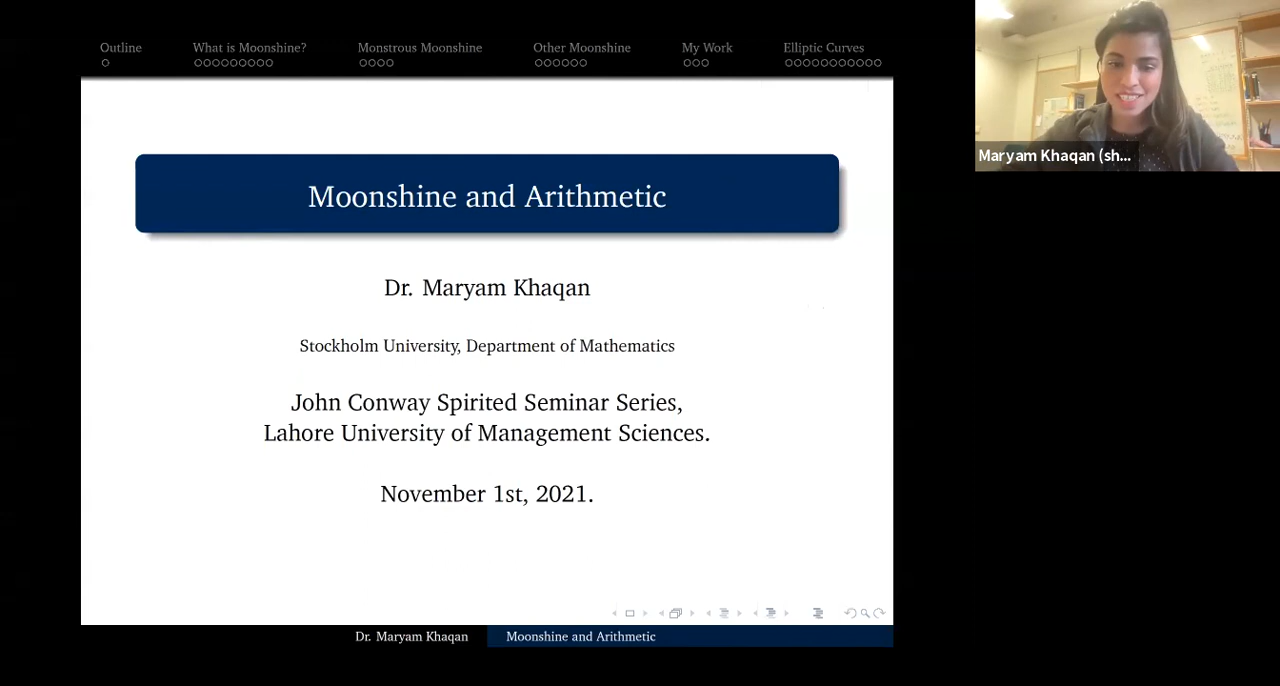 Outline
What is Moonshine?
Monstrous Moonshine
Other Moonshine
My Work
Elliptic Curves
Maryam Khaqan (sh...
Moonshine and Arithmetic
Dr. Maryam Khaqan
Stockholm University, Department of Mathematics
John Conway Spirited Seminar Series,
Lahore University of Management Sciences.
November 1st, 2021.
Dr. Maryam Khaqan
Moonshine and Arithmetic